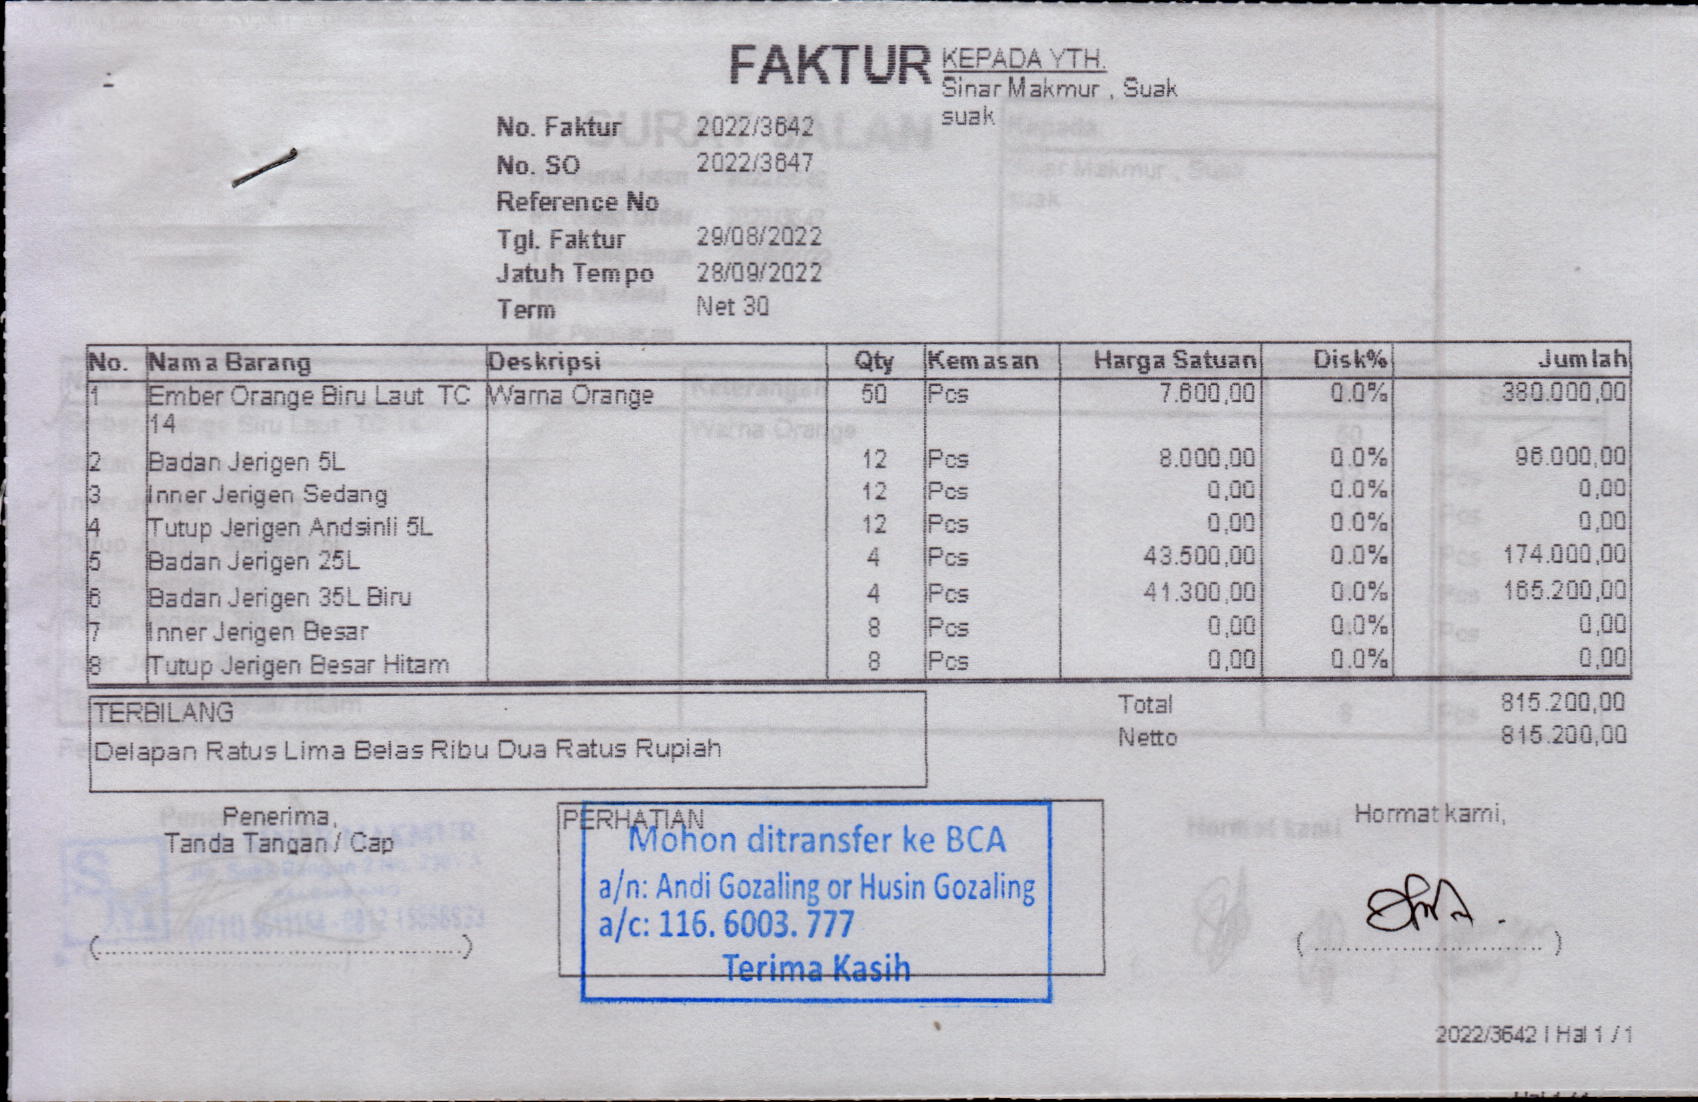 FAKTUR
KEPADA YTH.
Sinar Makmur , Suak
suak
No. Faktur 2022/3642
No. SO 2022/3647
Reference No
Tgl. Faktur 29/08/2022
Jatuh Tempo 28/09/2022
Term Net 30
No. Nama Barang Deskripsi Qty Kemasan Harga Satuan Disk% Jumlah
1 Ember Orange Biru Laut TC Warna Orange 50 Pcs 7.600,00 0.0% 380.000,00
14
2 Badan Jerigen 5L 12 Pcs 8.000,00 0.0% 96.000,00
3 Inner Jerigen Sedang 12 Pcs 0,00 0.0% 0,00
4 Tutup Jerigen Andsinli 5L 12 Pcs 0,00 0.0% 0,00
5 Badan Jerigen 25L 4 Pcs 43.500,00 0.0% 174.000,00
6 Badan Jerigen 35L Biru 4 Pcs 41.300,00 0.0% 165.200,00
7 Inner Jerigen Besar 8 Pcs 0,00 0.0% 0,00
8 Tutup Jerigen Besar Hitam 8 Pcs 0,00 0.0% 0,00
Total 815.200,00
Netto 815.200,00
TERBILANG
Delapan Ratus Lima Belas Ribu Dua Ratus Rupiah
Penerima,
Tanda Tangan / Cap
(........................................)
PERHATIAN
Mohon ditransfer ke BCA
a/n: Andi Gozaling or Husin Gozaling
a/c: 116. 6003. 777
Terima Kasih
Hormat kami,
(........................................)
2022/3642 | Hal 1 / 1